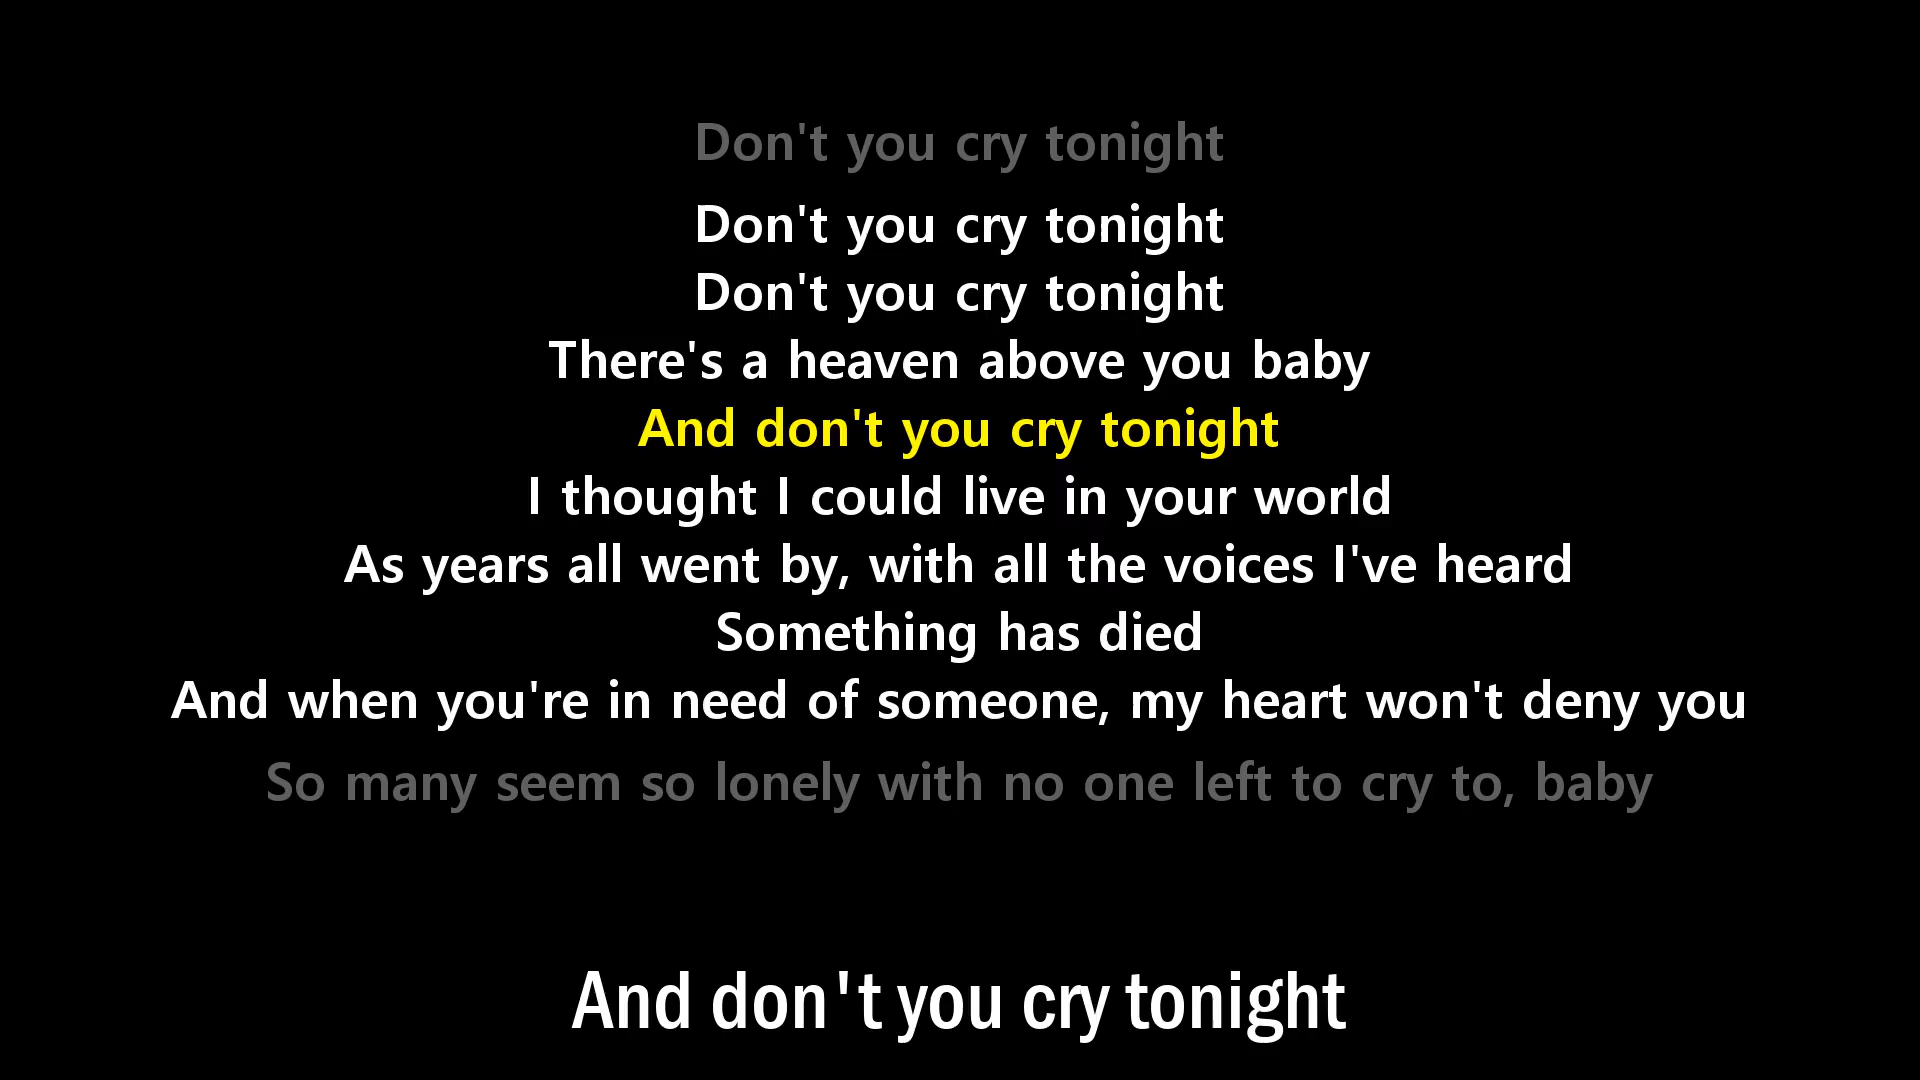 Don't you cry tonight
Don't you cry tonight
Don't you cry tonight
There's a heaven above you baby
And don't you cry tonight
I thought I could live in your world
As years all went by, with all the voices I've heard
Something has died
And when you're in need of someone, my heart won't deny you
So many seem so lonely with no one left to cry to, baby
And don't you cry tonight